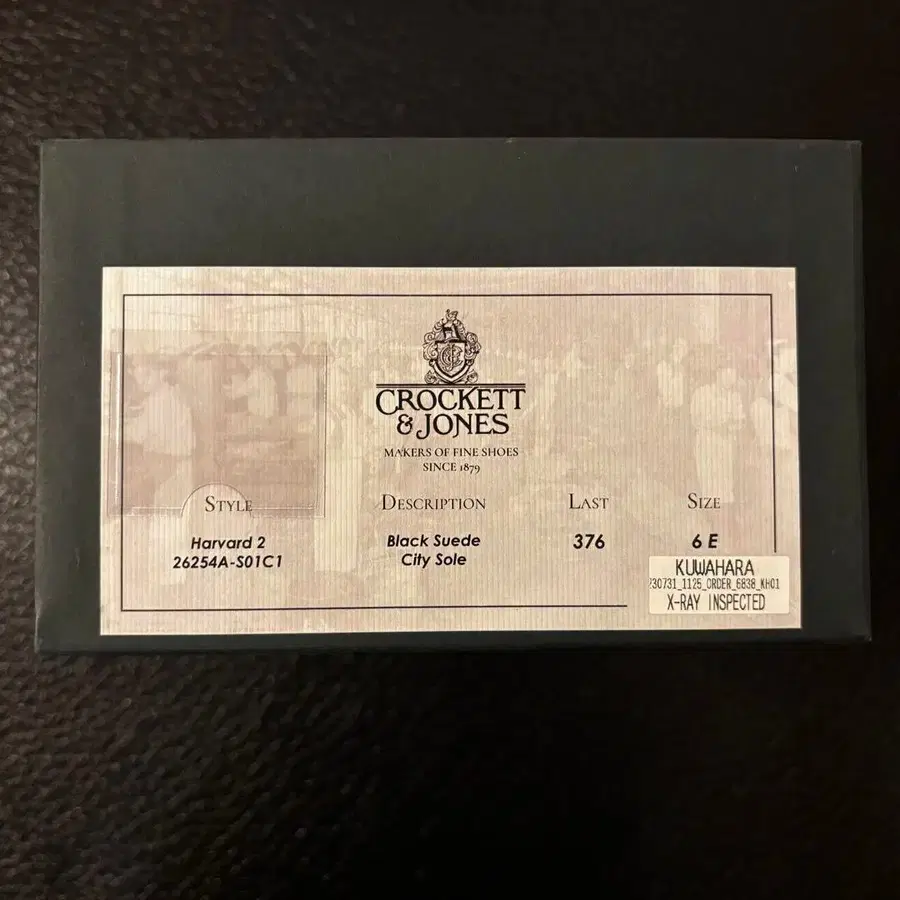 CROCKETT
& JONES
MAKERS OF FINE SHOES
SINCE 1879
STYLE DESCRIPTION LAST SIZE
Harvard 2 Black Suede 376 6 E
26254A-S01C1 City Sole
KUWAHARA
230731_1125_ORDER_6838_KH01
X-RAY INSPECTED